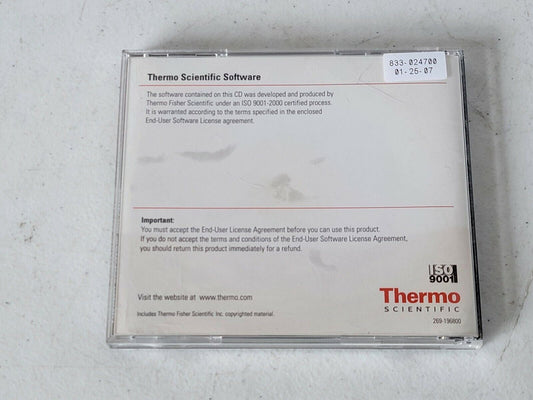 833-024700
01-25-07
Thermo Scientific Software
The software contained on this CD was developed and produced by
Thermo Fisher Scientific under an ISO 9001-2000 certified process.
It is warranted according to the terms specified in the enclosed
End-User Software License agreement.
Important:
You must accept the End-User License Agreement before you can use this product.
If you do not accept the terms and conditions of the End-User Software License Agreement,
you should return this product immediately for a refund.
ISO
9001
Visit the website at www.thermo.com
Thermo
SCIENTIFIC
Includes Thermo Fisher Scientific Inc. copyrighted material.
269-196800